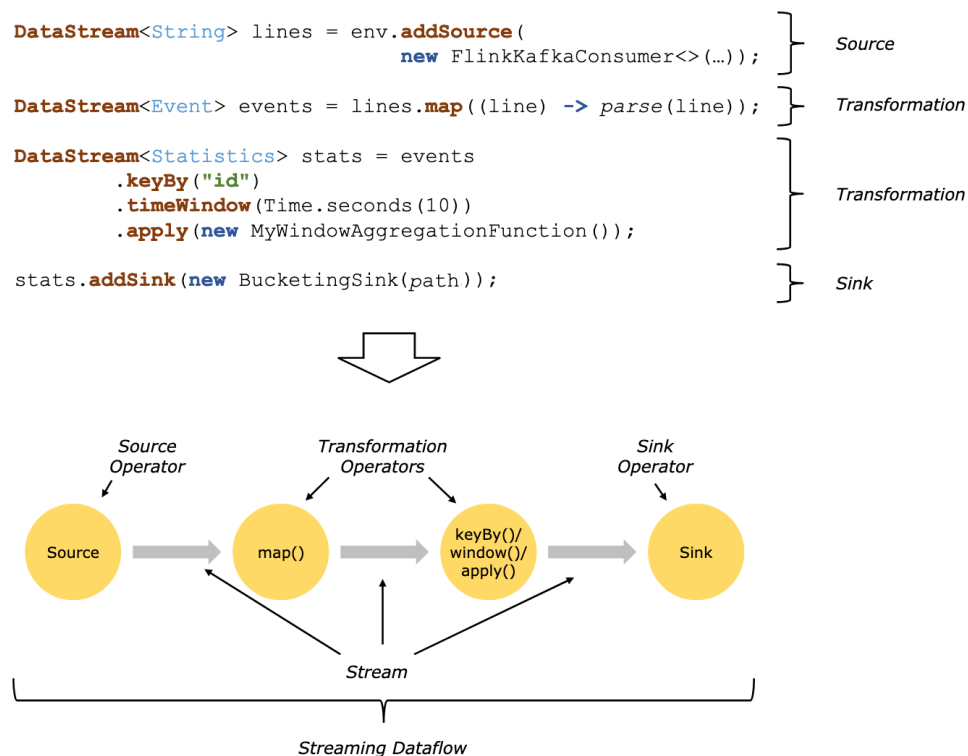 DataStream<String> lines = env.addSource(
new FlinkKafkaConsumer<>(…));
Source
DataStream<Event> events = lines.map((line) -> parse(line));
Transformation
DataStream<Statistics> stats = events
.keyBy("id")
.timeWindow(Time.seconds(10))
.apply(new MyWindowAggregationFunction());
Transformation
stats.addSink(new BucketingSink(path));
Sink
Source
Operator
Transformation
Operators
Sink
Operator
Source
map()
keyBy()/
window()/
apply()
Sink
Stream
Streaming Dataflow